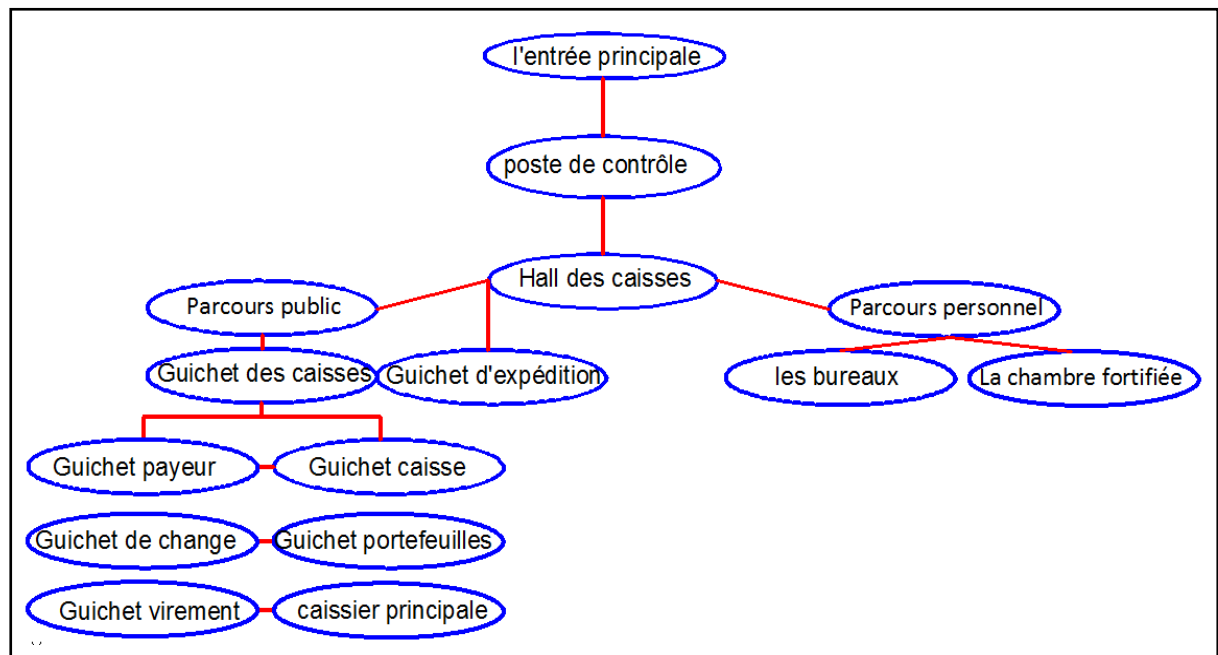 l'entrée principale
poste de contrôle
Hall des caisses
Parcours public
Parcours personnel
Guichet des caisses
Guichet d'expédition
les bureaux
La chambre fortifiée
Guichet payeur
Guichet caisse
Guichet de change
Guichet portefeuilles
Guichet virement
caissier principale